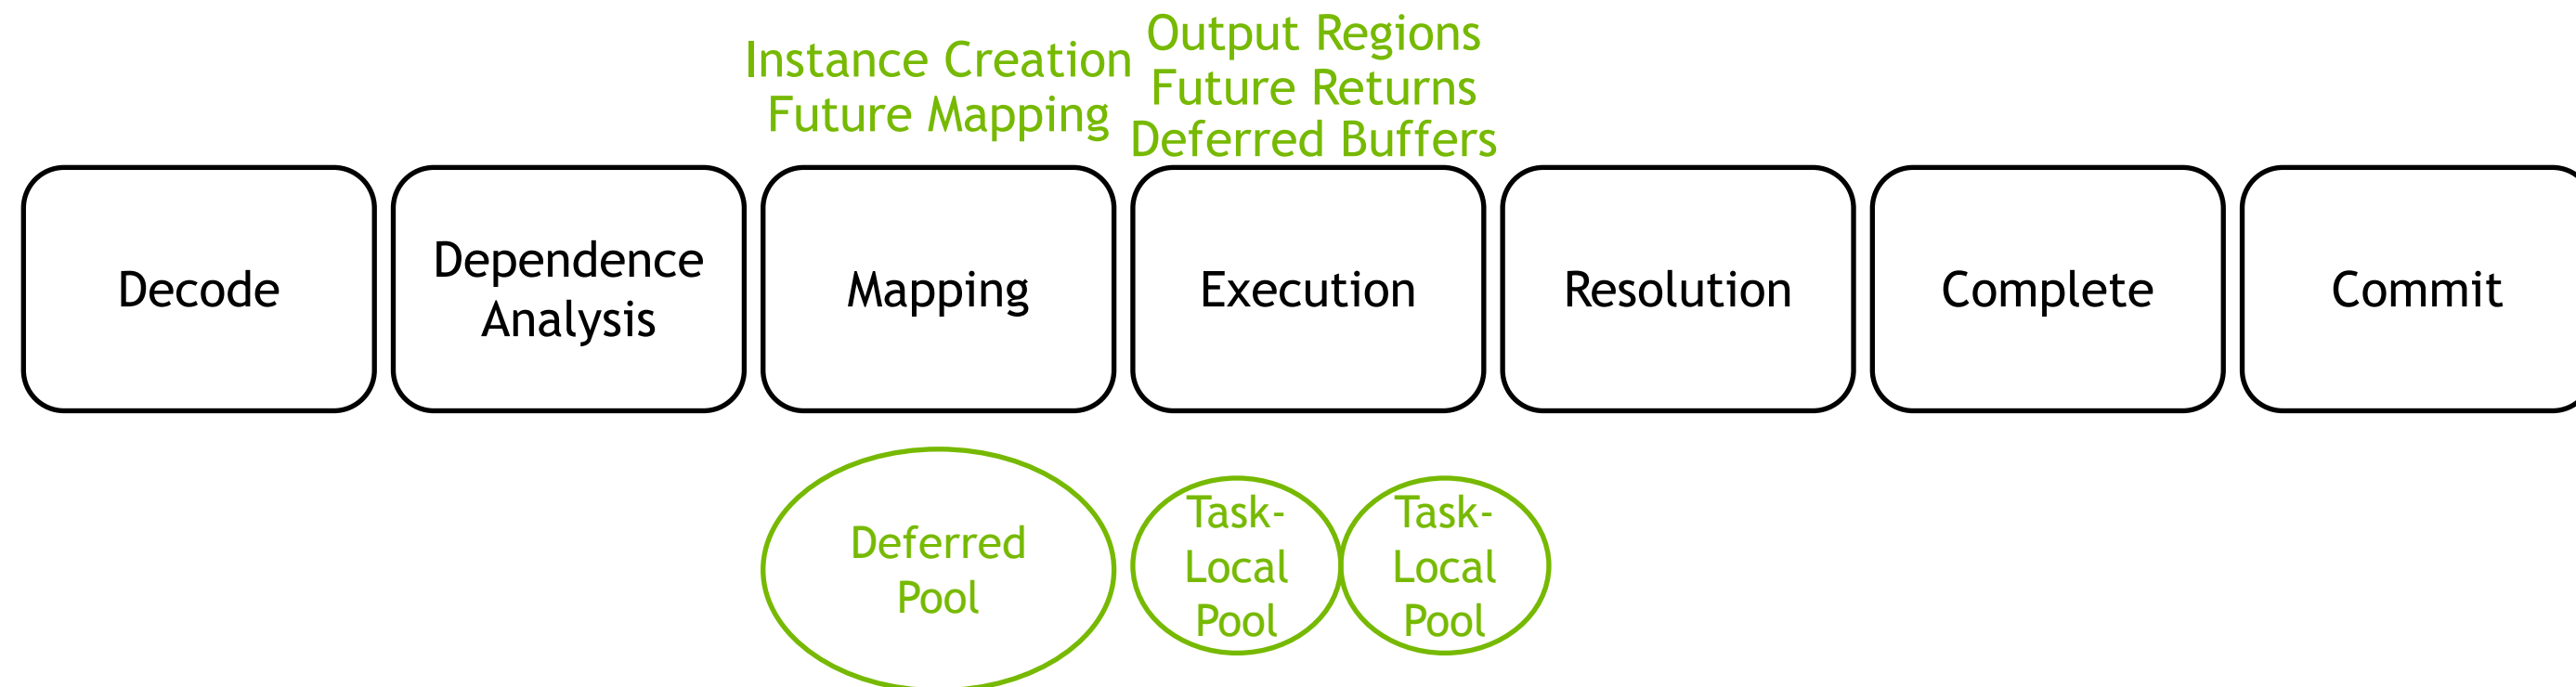 Instance Creation
Future Mapping
Output Regions
Future Returns
Deferred Buffers
Decode
Dependence
Analysis
Mapping
Execution
Resolution
Complete
Commit
Deferred
Pool
Task-
Local
Pool
Task-
Local
Pool